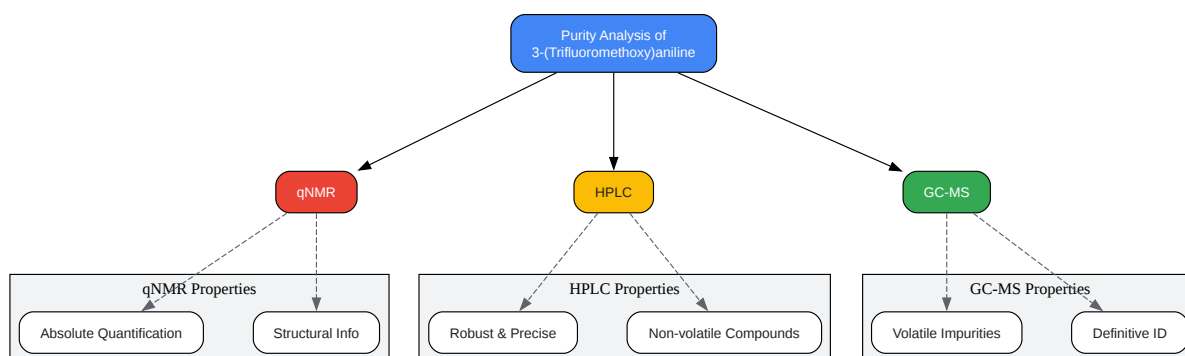 Purity Analysis of
3-(Trifluoromethoxy)aniline
qNMR
HPLC
GC-MS
qNMR Properties
HPLC Properties
GC-MS Properties
Absolute Quantification
Structural Info
Robust & Precise
Non-volatile Compounds
Volatile Impurities
Definitive ID